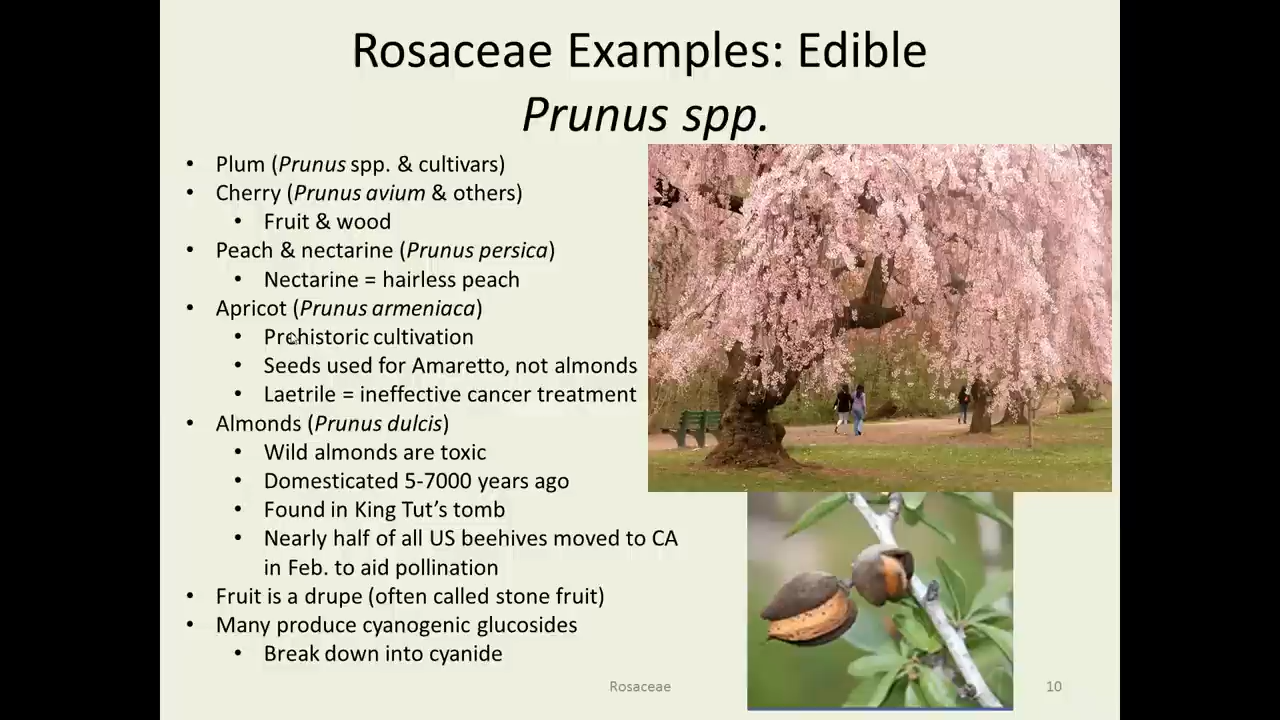 Rosaceae Examples: Edible
Prunus spp.
• Plum (Prunus spp. & cultivars)
• Cherry (Prunus avium & others)
• Fruit & wood
• Peach & nectarine (Prunus persica)
• Nectarine = hairless peach
• Apricot (Prunus armeniaca)
• Prehistoric cultivation
• Seeds used for Amaretto, not almonds
• Laetrile = ineffective cancer treatment
• Almonds (Prunus dulcis)
• Wild almonds are toxic
• Domesticated 5-7000 years ago
• Found in King Tut’s tomb
• Nearly half of all US beehives moved to CA
in Feb. to aid pollination
• Fruit is a drupe (often called stone fruit)
• Many produce cyanogenic glucosides
• Break down into cyanide
Rosaceae
10